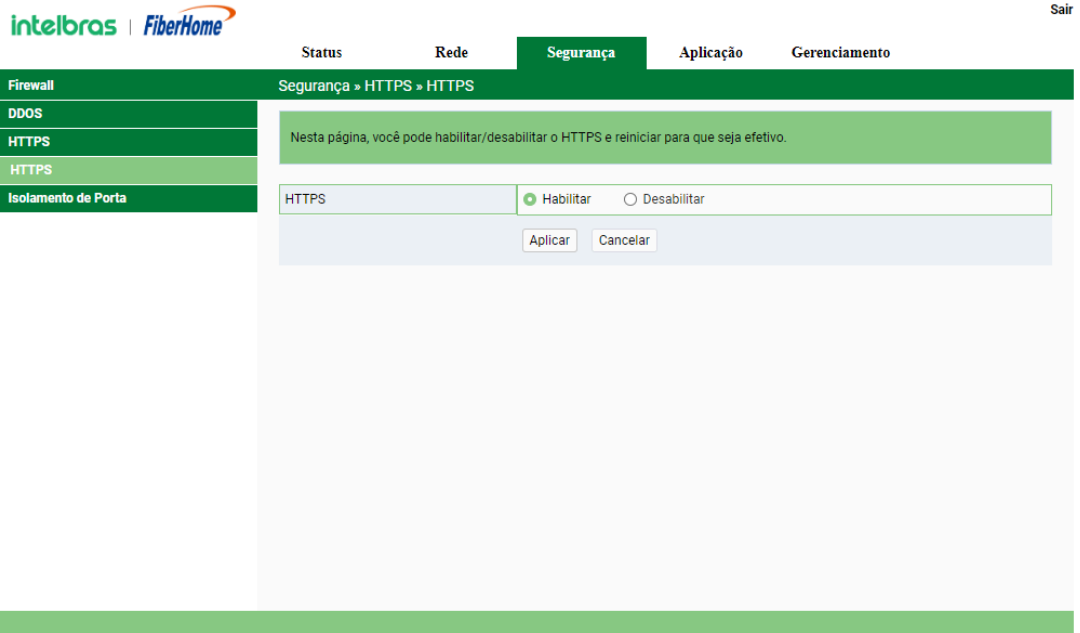 Sair
intelbras | FiberHome
Status Rede Segurança Aplicação Gerenciamento
Firewall
Segurança » HTTPS » HTTPS
DDOS
HTTPS
HTTPS
Isolamento de Porta
Nesta página, você pode habilitar/desabilitar o HTTPS e reiniciar para que seja efetivo.
HTTPS Habilitar Desabilitar
Aplicar Cancelar